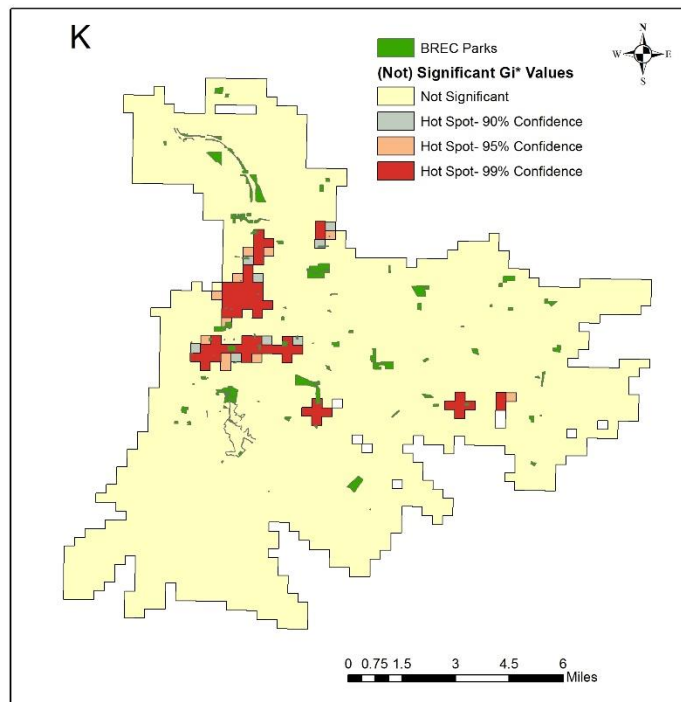 K
BREC Parks
N
W E
S
(Not) Significant Gi* Values
Not Significant
Hot Spot- 90% Confidence
Hot Spot- 95% Confidence
Hot Spot- 99% Confidence
0 0.75 1.5 3 4.5 6
Miles